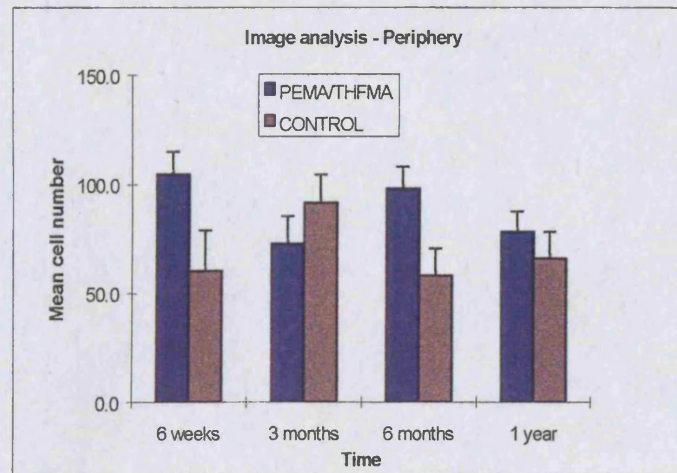 Image analysis - Periphery
150.0
PEMA/THFMA
CONTROL
100.0
Mean cell number
50.0
0.0
6 weeks 3 months 6 months 1 year
Time